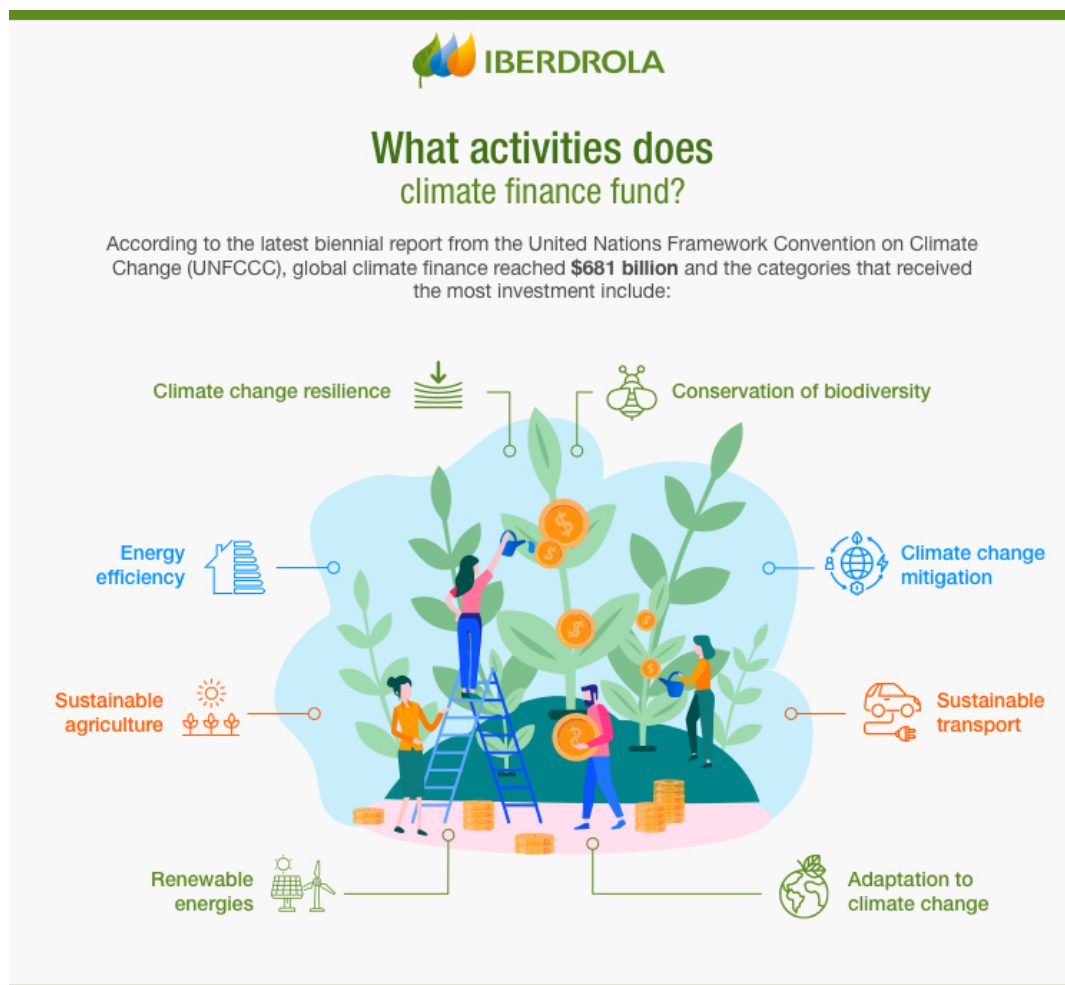 IBERDROLA
What activities does
climate finance fund?
According to the latest biennial report from the United Nations Framework Convention on Climate
Change (UNFCCC), global climate finance reached $681 billion and the categories that received
the most investment include:
Climate change resilience
Conservation of biodiversity
Energy
efficiency
Climate change
mitigation
Sustainable
agriculture
Sustainable
transport
Renewable
energies
Adaptation to
climate change